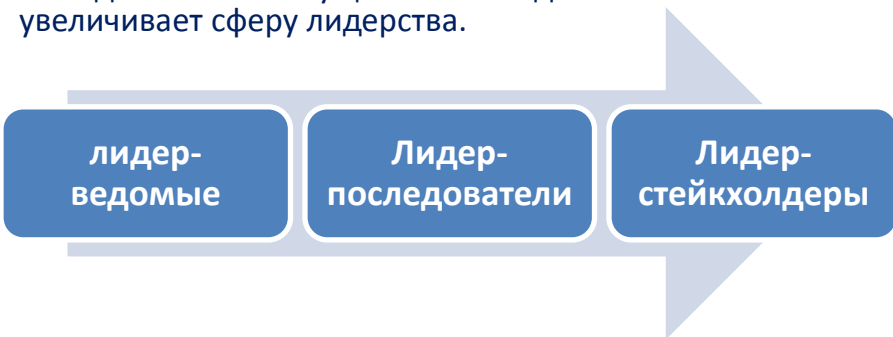 увеличивает сферу лидерства.
лидер-
ведомые
Лидер-
последователи
Лидер-
стейкхолдеры